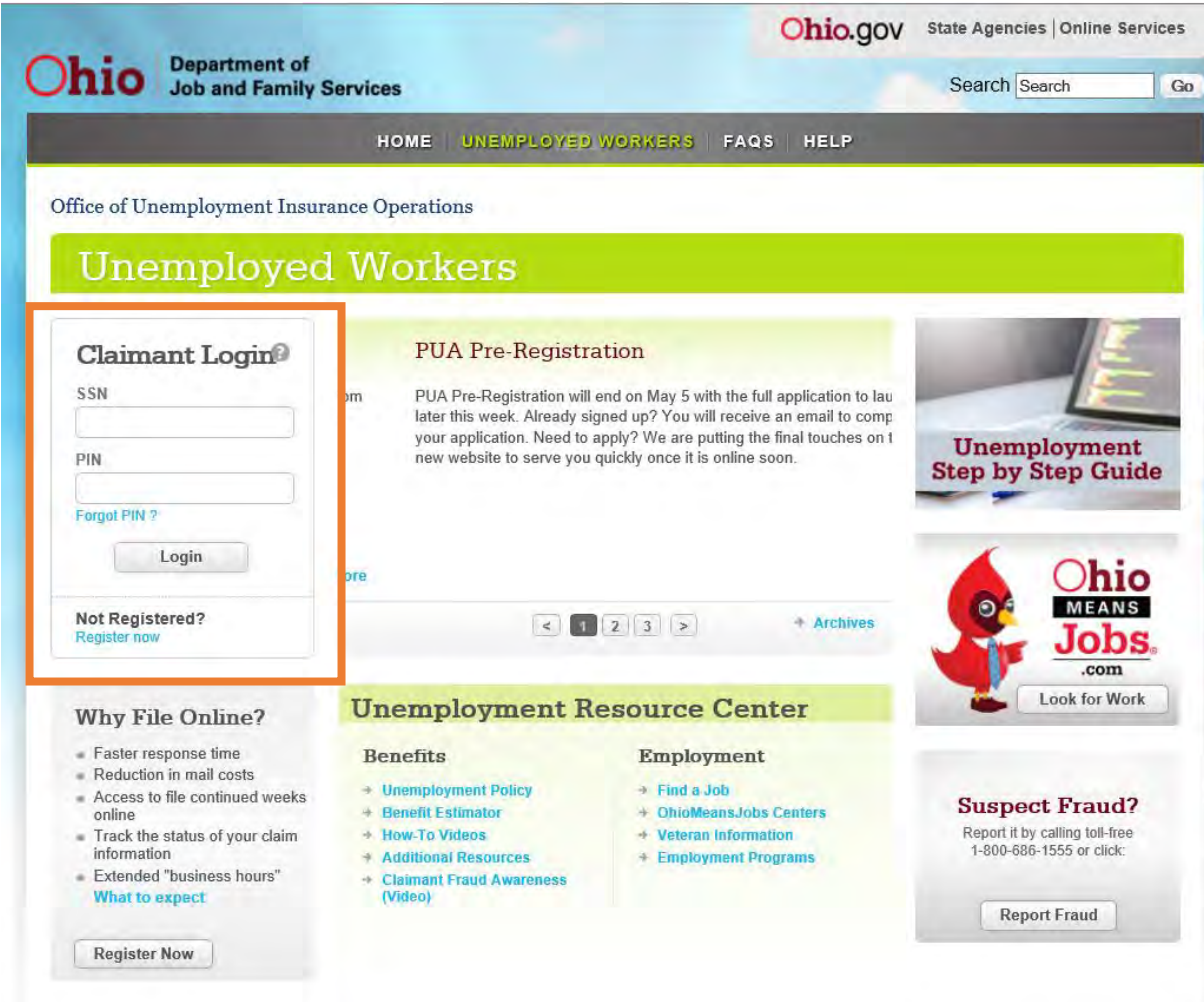 Ohio.gov State Agencies | Online Services
Ohio Department of
Job and Family Services
Search Search Go
HOME UNEMPLOYED WORKERS FAQS HELP
Office of Unemployment Insurance Operations
Unemployed Workers
Claimant Login ?
SSN
PIN
Forgot PIN ?
Login
Not Registered?
Register now
om
PUA Pre-Registration
PUA Pre-Registration will end on May 5 with the full application to lau
later this week. Already signed up? You will receive an email to comp
your application. Need to apply? We are putting the final touches on t
new website to serve you quickly once it is online soon.
ore
< 1 2 3 > Archives
Unemployment
Step by Step Guide
Ohio
MEANS
Jobs.
.com
Look for Work
Why File Online?
Faster response time
Reduction in mail costs
Access to file continued weeks
online
Track the status of your claim
information
Extended "business hours"
What to expect
Register Now
Unemployment Resource Center
Benefits
Unemployment Policy
Benefit Estimator
How-To Videos
Additional Resources
Claimant Fraud Awareness
(Video)
Employment
Find a Job
OhioMeansJobs Centers
Veteran Information
Employment Programs
Suspect Fraud?
Report it by calling toll-free
1-800-686-1555 or click:
Report Fraud